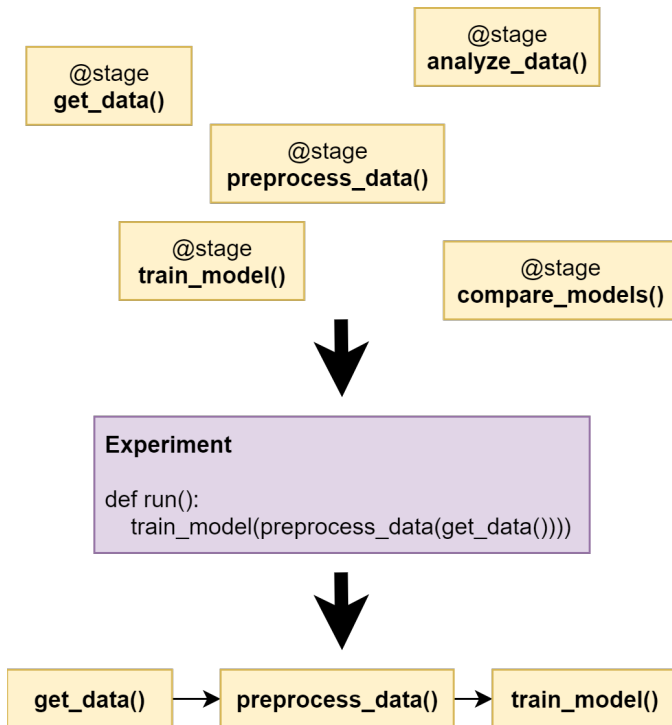 @stage
analyze_data()
@stage
get_data()
@stage
preprocess_data()
@stage
train_model()
@stage
compare_models()
Experiment
def run():
train_model(preprocess_data(get_data())))
get_data()
preprocess_data()
train_model()